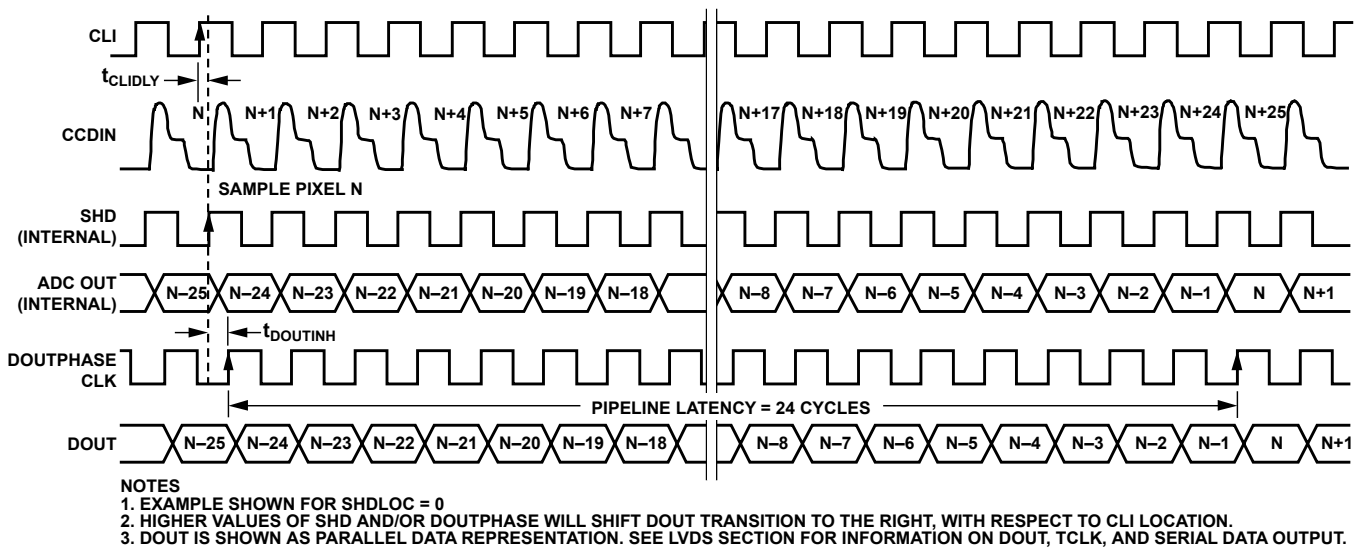 CLI
tCLIDLY
N N+1 N+2 N+3 N+4 N+5 N+6 N+7 N+17 N+18 N+19 N+20 N+21 N+22 N+23 N+24 N+25
CCDIN
SAMPLE PIXEL N
SHD
(INTERNAL)
ADC OUT
(INTERNAL)
N–25 N–24 N–23 N–22 N–21 N–20 N–19 N–18 N–8 N–7 N–6 N–5 N–4 N–3 N–2 N–1 N N+1
tDOUTINH
DOUTPHASE
CLK
PIPELINE LATENCY = 24 CYCLES
DOUT N–25 N–24 N–23 N–22 N–21 N–20 N–19 N–18 N–8 N–7 N–6 N–5 N–4 N–3 N–2 N–1 N N+1
NOTES
1. EXAMPLE SHOWN FOR SHDLOC = 0
2. HIGHER VALUES OF SHD AND/OR DOUTPHASE WILL SHIFT DOUT TRANSITION TO THE RIGHT, WITH RESPECT TO CLI LOCATION.
3. DOUT IS SHOWN AS PARALLEL DATA REPRESENTATION. SEE LVDS SECTION FOR INFORMATION ON DOUT, TCLK, AND SERIAL DATA OUTPUT.